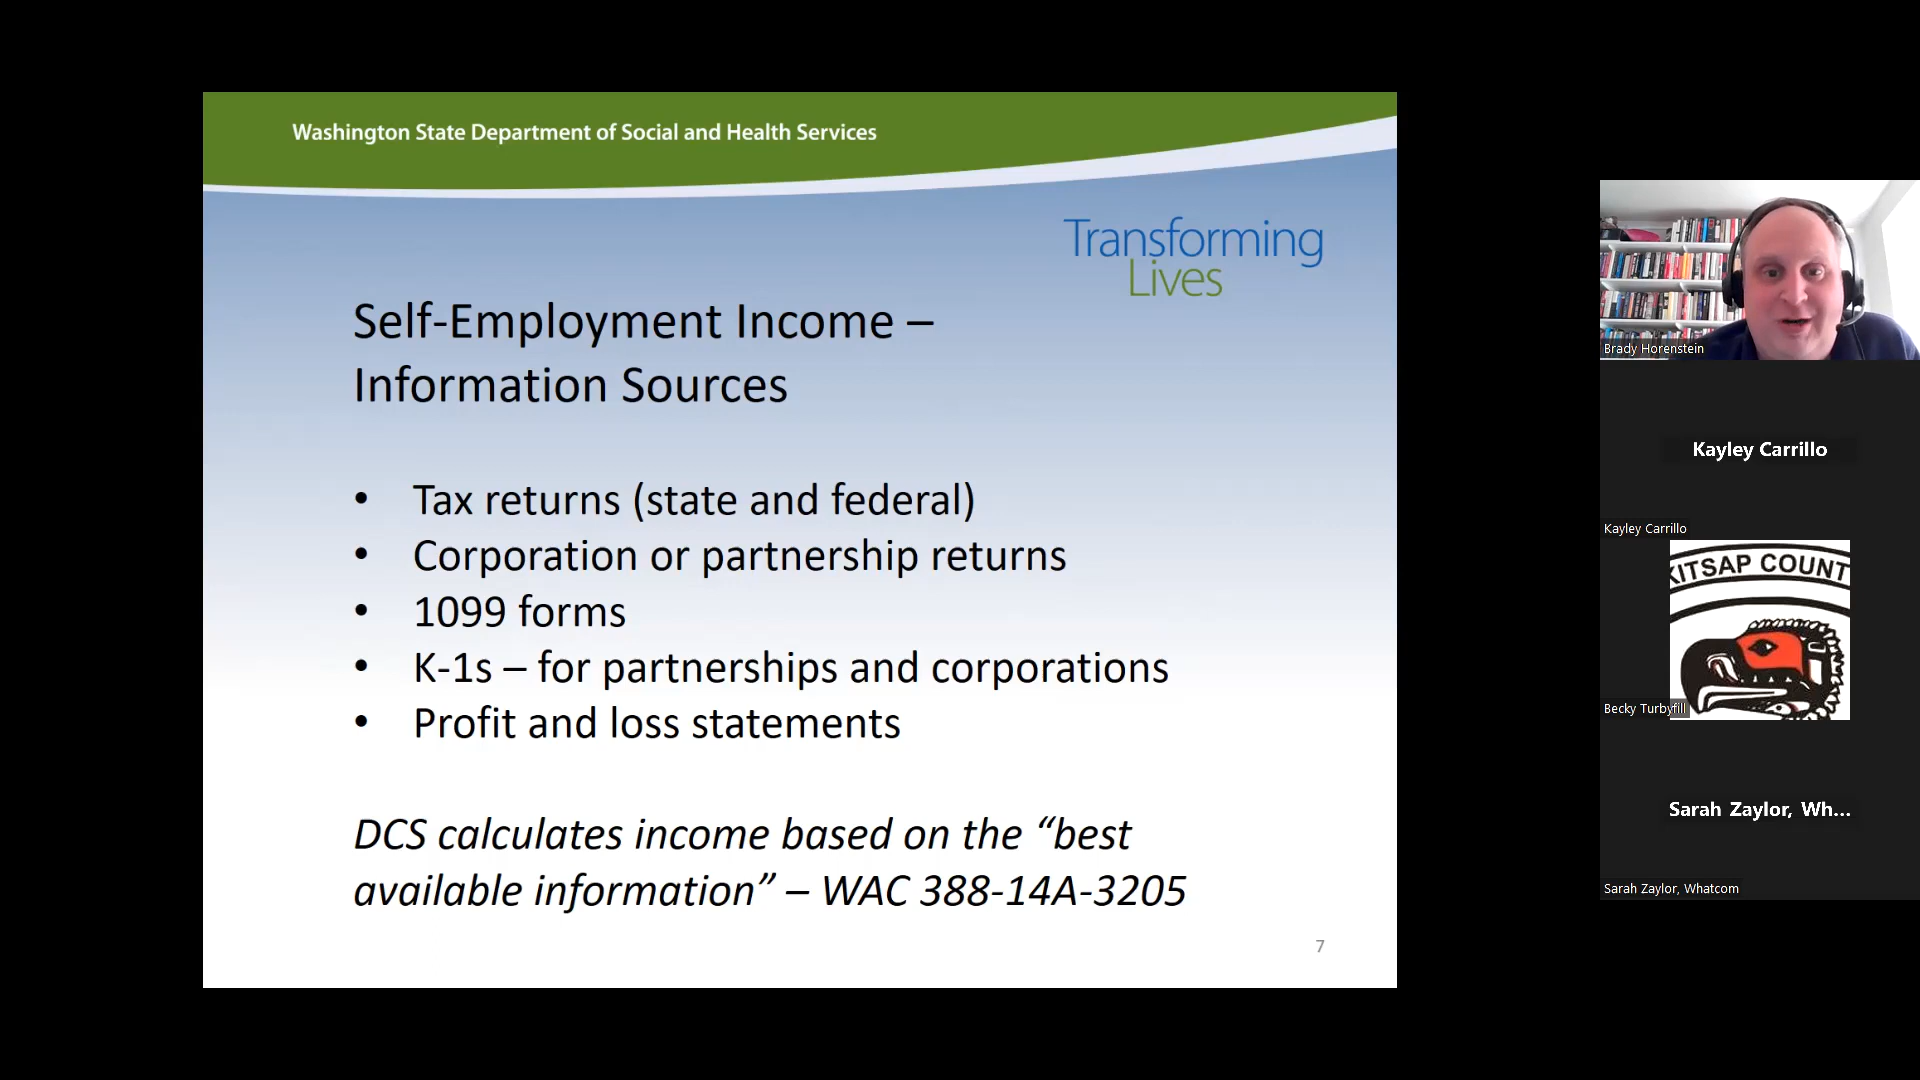 Washington State Department of Social and Health Services
Transforming
Lives
Self-Employment Income –
Information Sources
• Tax returns (state and federal)
• Corporation or partnership returns
• 1099 forms
• K-1s – for partnerships and corporations
• Profit and loss statements
DCS calculates income based on the “best
available information” – WAC 388-14A-3205
7
Brady Horenstein
Kayley Carrillo
Kayley Carrillo
KITSAP COUNT
Becky Turbyfill
Sarah Zaylor, Wh...
Sarah Zaylor, Whatcom